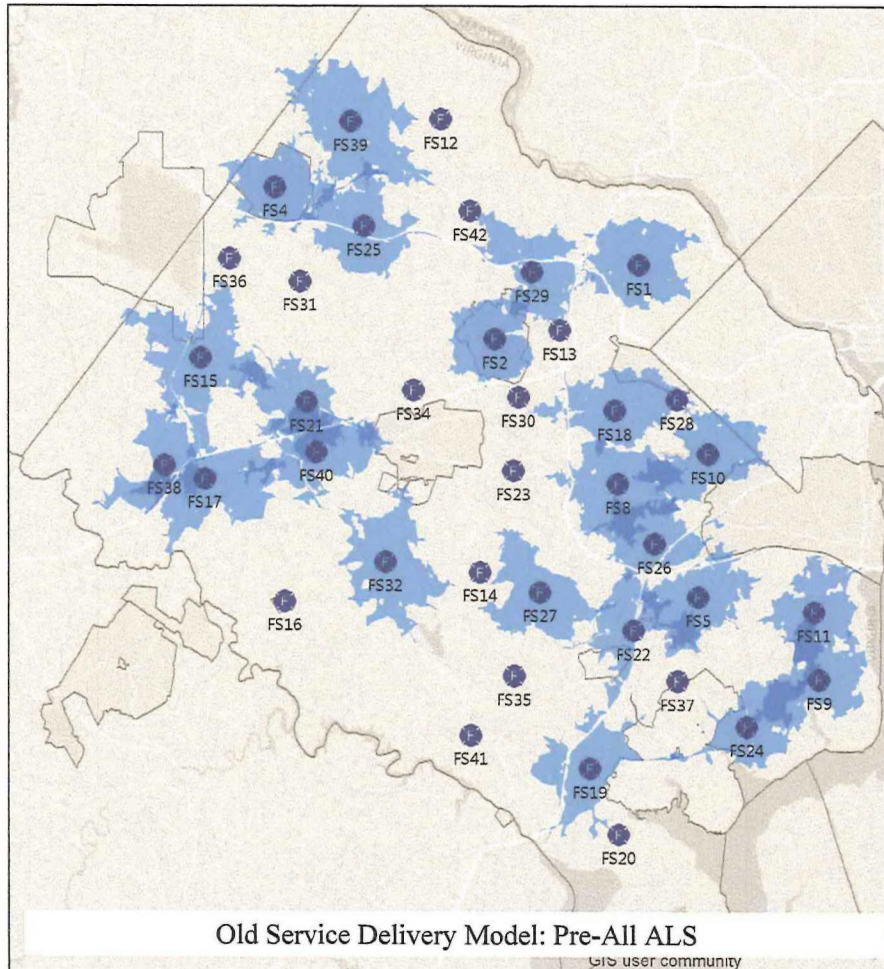 MARYLAND
VIRGINIA
F
FS39
F
FS12
F
FS4
F
FS42
F
FS25
F
FS36
F
FS31
F
FS29
F
FS1
F
FS13
F
FS2
F
FS15
F
FS34
F
FS30
F
FS28
F
FS21
F
FS18
F
FS40
F
FS10
F
FS38
F
FS17
F
FS23
F
FS8
F
FS26
F
FS32
F
FS14
F
FS27
F
FS16
F
FS5
F
FS11
F
FS22
F
FS35
F
FS37
F
FS9
F
FS41
F
FS24
F
FS19
F
FS20
VIRGINIA
Old Service Delivery Model: Pre-All ALS
GIS user community